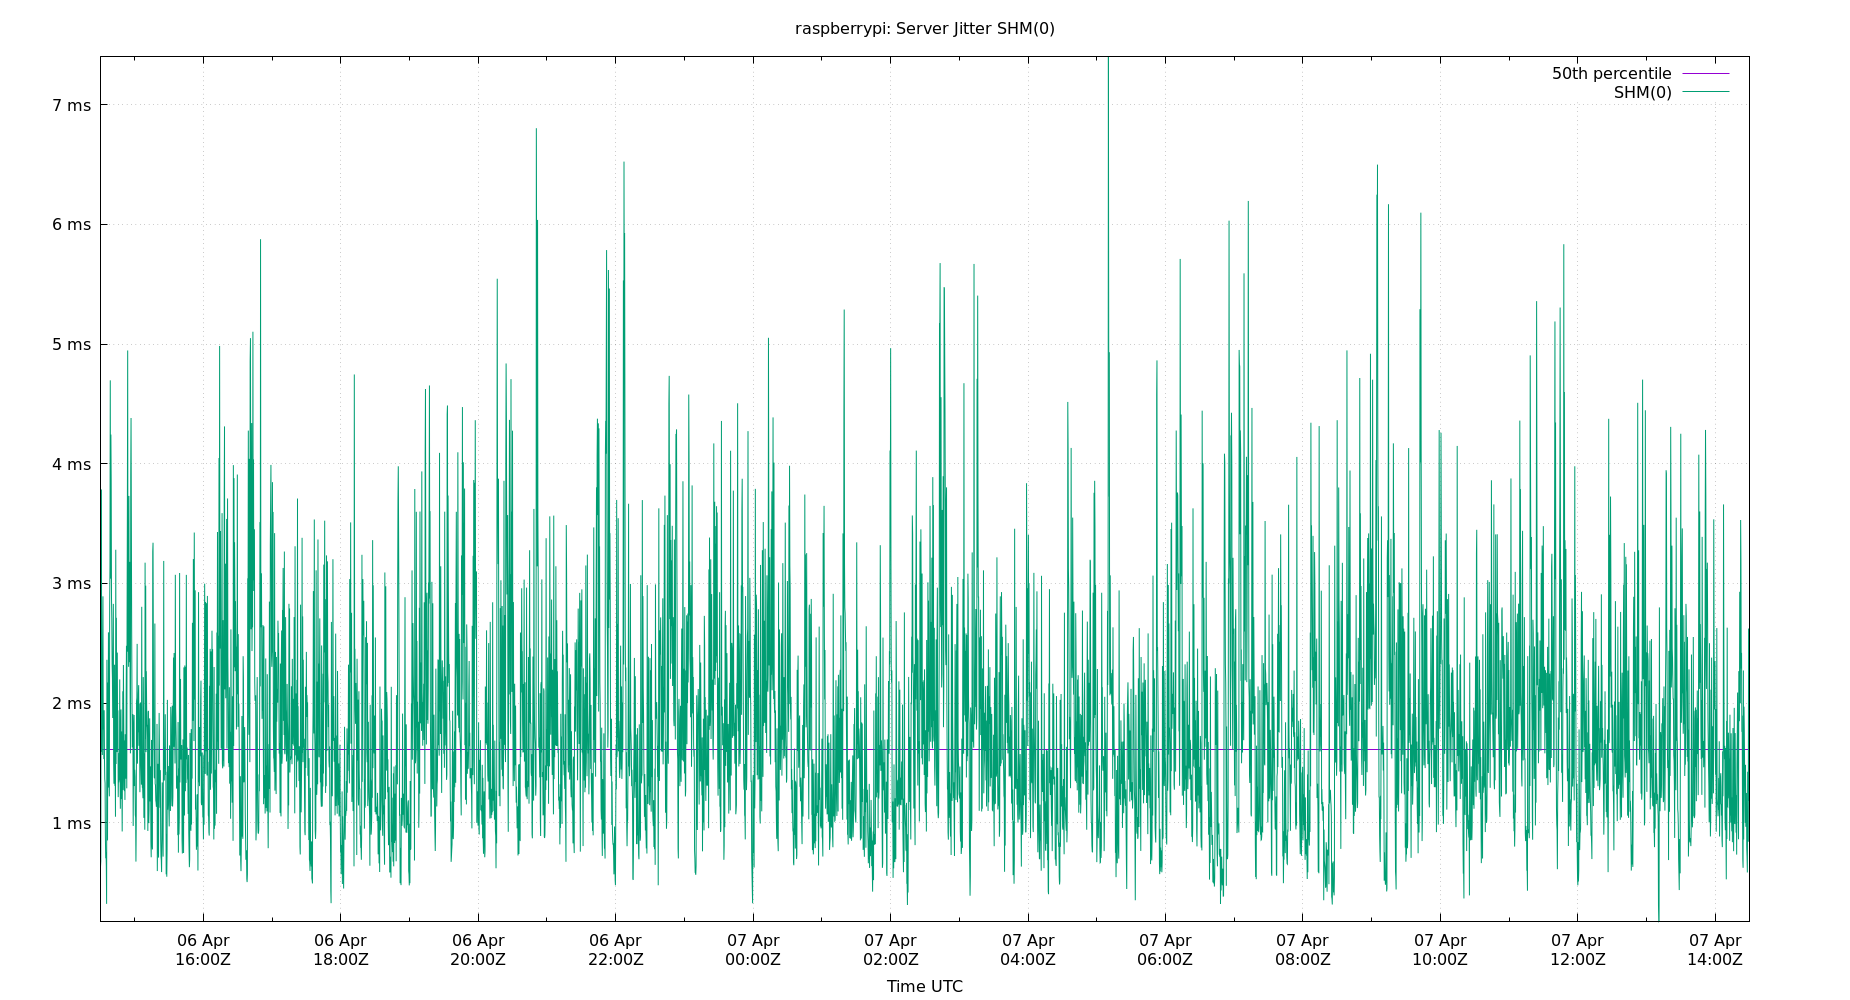 raspberrypi: Server Jitter SHM(0)
50th percentile
SHM(0)
7 ms
6 ms
5 ms
4 ms
3 ms
2 ms
1 ms
06 Apr 06 Apr 06 Apr 06 Apr 07 Apr 07 Apr 07 Apr 07 Apr 07 Apr 07 Apr 07 Apr 07 Apr
16:00Z 18:00Z 20:00Z 22:00Z 00:00Z 02:00Z 04:00Z 06:00Z 08:00Z 10:00Z 12:00Z 14:00Z
Time UTC